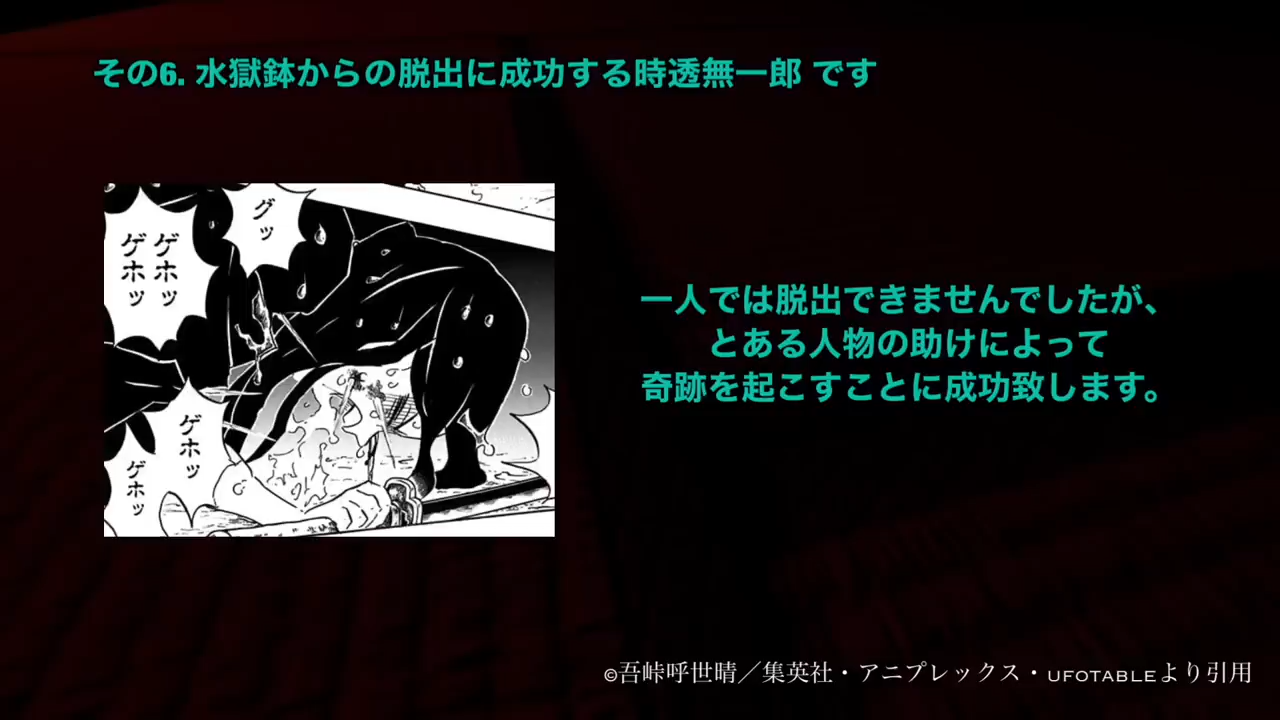 その6. 水獄鉢からの脱出に成功する時透無一郎 です
グッ
ゲホッ
ゲホッ
ゲホッ
ゲホッ
一人では脱出できませんでしたが、
とある人物の助けによって
奇跡を起こすことに成功致します。
©吾峠呼世晴／集英社・アニプレックス・UFOTABLEより引用